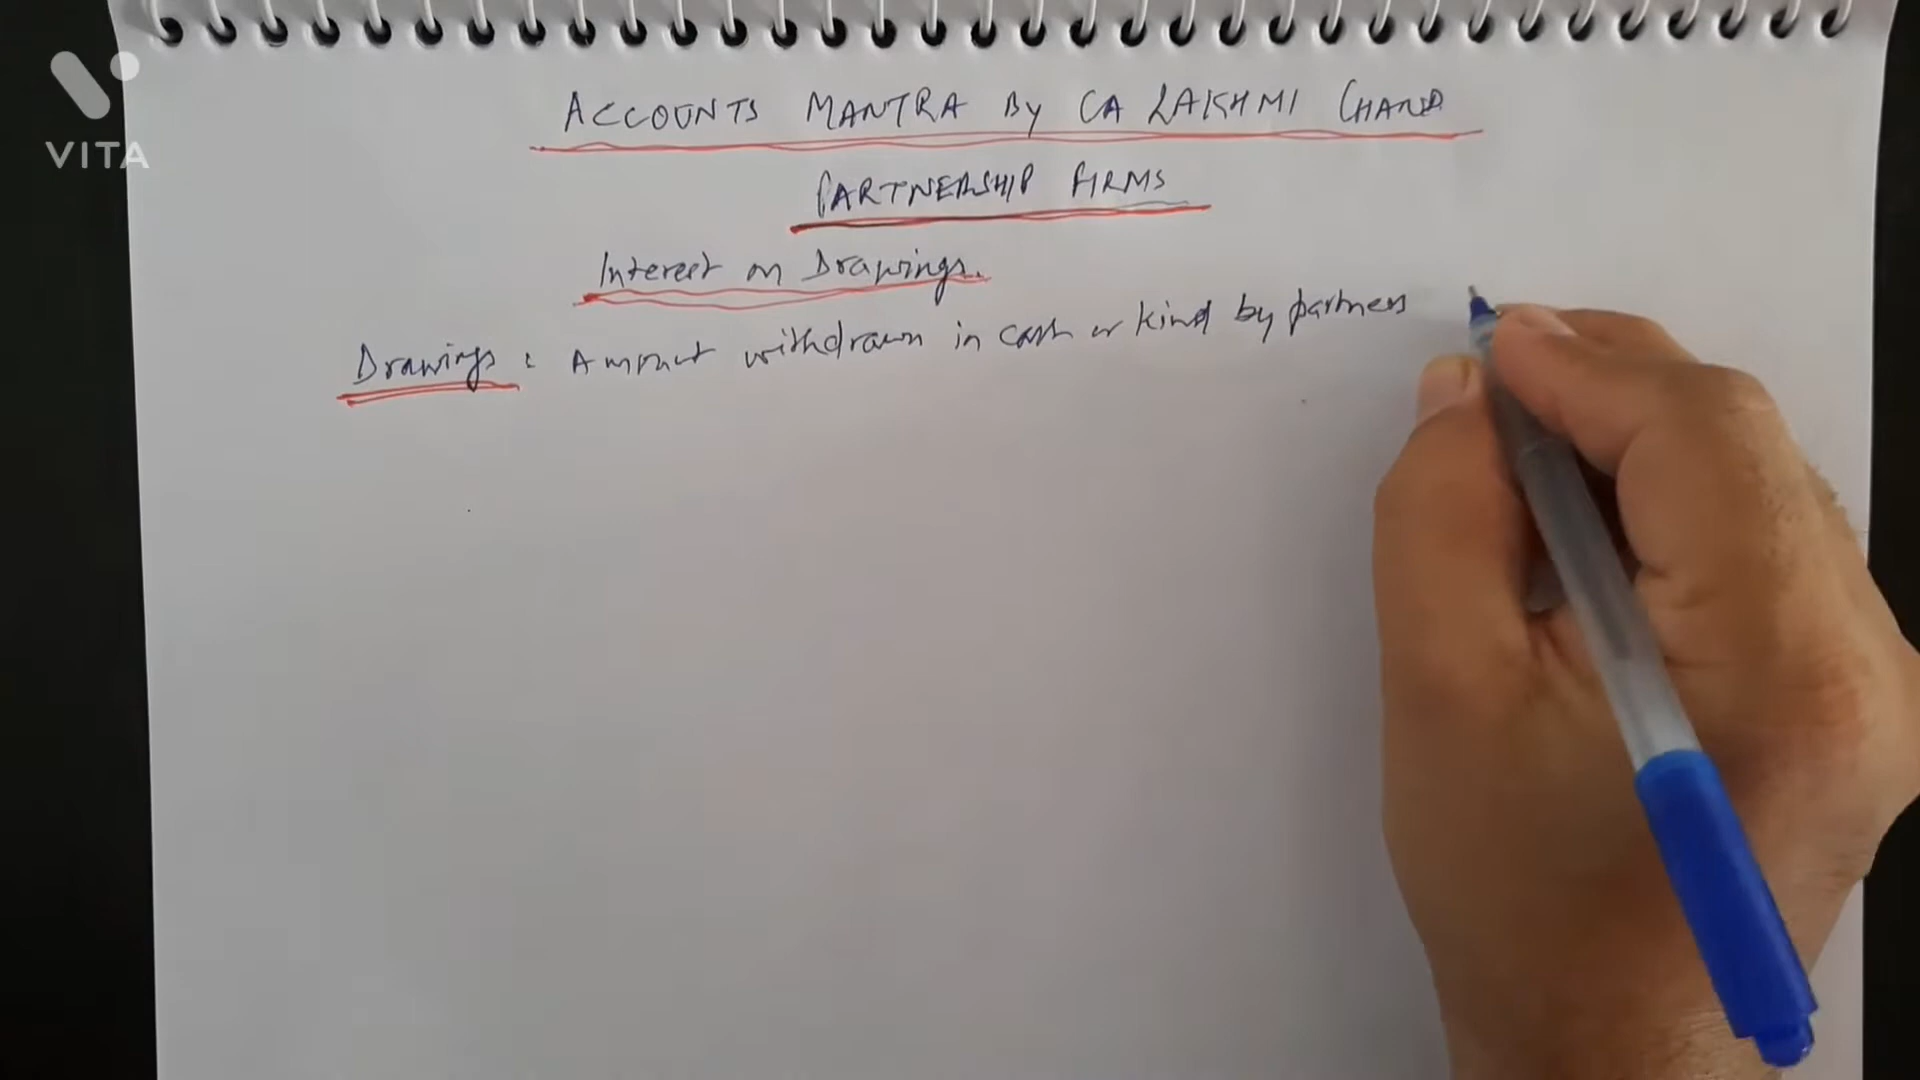 VITA
ACCOUNTS MANTRA By CA LAKHMI CHAND
PARTNERSHIP FIRMS
Interest on Drawings.
Drawings : Amount withdrawn in cash or kind by partners